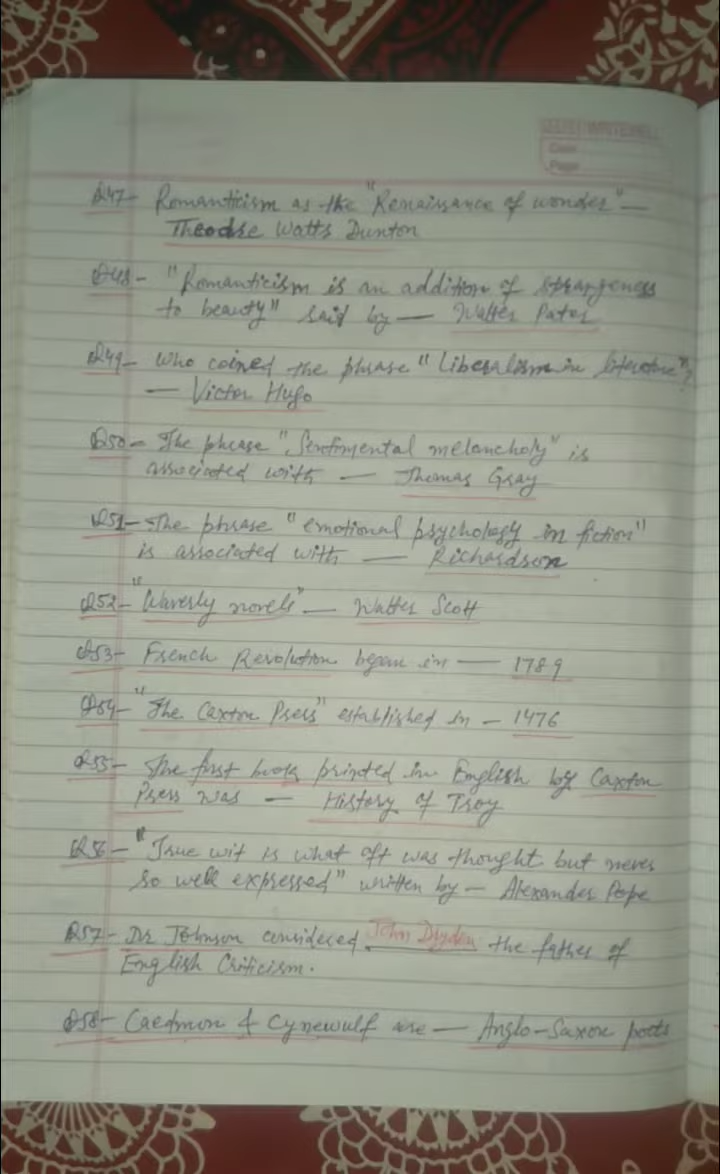 WRITEWELL
Date
Page
Q47- Romanticism as the "Renaissance of wonder" —
Theodre Watts Dunton
Q48- "Romanticism is an addition of strangeness
to beauty" said by — Walter Pater
Q49- Who coined the phrase "Liberalism in literature"?
— Victor Hugo
Q50- The phrase "Sentimental melancholy" is
associated with — Thomas Gray
Q51- The phrase "emotional psychology in fiction"
is associated with — Richardson
Q52- "Waverly novels" — Walter Scott
Q53- French Revolution began in — 1789
Q54- "The Caxton Press" established in - 1476
Q55- The first book printed in English by Caxton
Press was — History of Troy
Q56- "True wit is what oft was thought but never
so well expressed" written by - Alexander Pope
Q57- Dr Johnson considered John Dryden the father of
English Criticism.
Q58- Caedmon & Cynewulf are — Anglo-Saxon poets